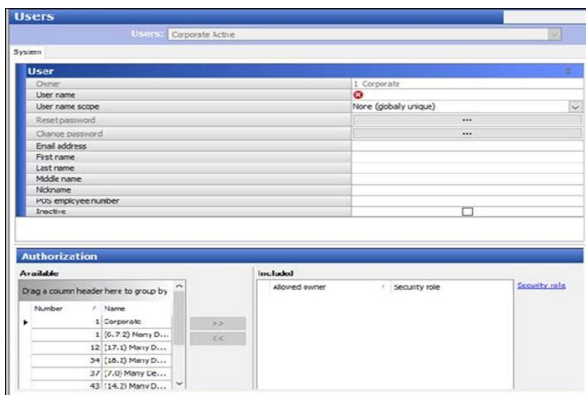 Users
Users: Corporate Active
System
User
Owner 1 Corporate
User name
User name scope None (globally unique)
Reset password ...
Change password ...
Email address
First name
Last name
Middle name
Nickname
POS employee number
Inactive
Authorization
Available
Included
Drag a column header here to group by
Number / Name
Allowed owner / Security role
Security role
1 Corporate
1 (6.7.2) Many D...
12 (17.1) Many D...
34 (18.2) Many D...
37 (7.0) Many De...
43 (14.2) Many D...
>>
<<